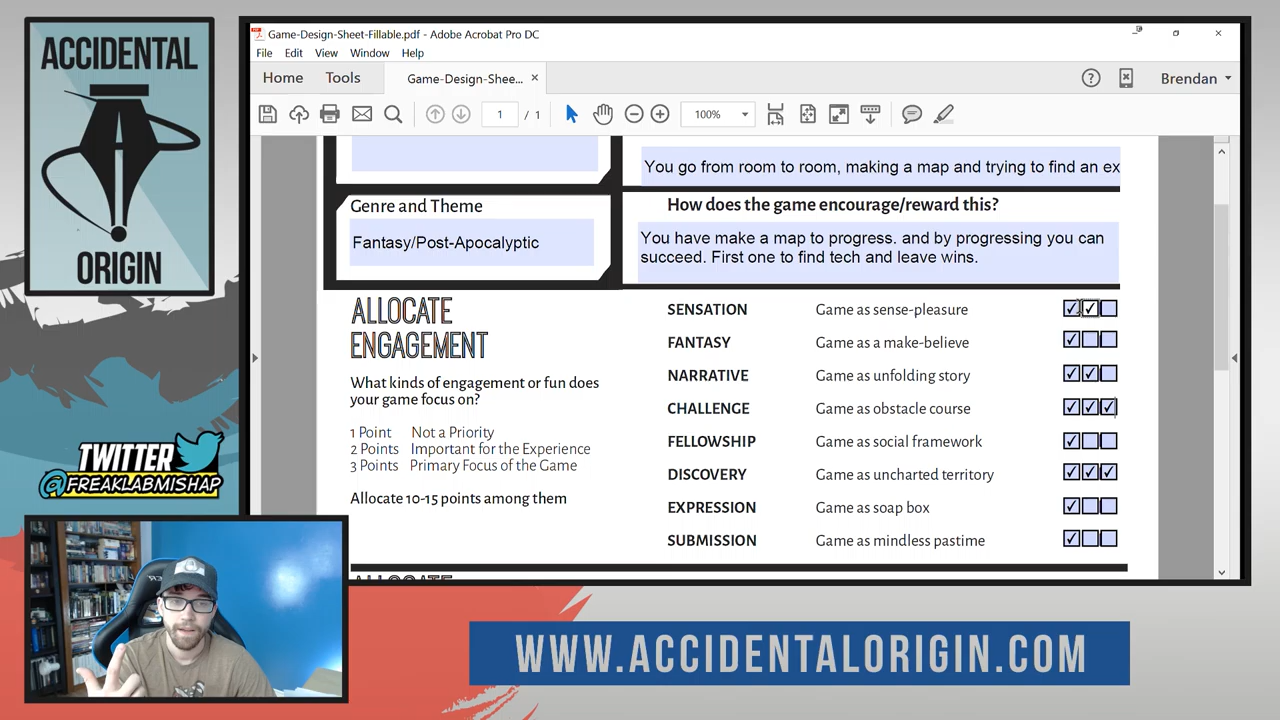 ACCIDENTAL
ORIGIN
Game-Design-Sheet-Fillable.pdf - Adobe Acrobat Pro DC
File Edit View Window Help
Home Tools Game-Design-Shee... ×
Brendan
1 / 1 100%
You go from room to room, making a map and trying to find an ex
Genre and Theme
Fantasy/Post-Apocalyptic
How does the game encourage/reward this?
You have make a map to progress. and by progressing you can
succeed. First one to find tech and leave wins.
ALLOCATE
ENGAGEMENT
What kinds of engagement or fun does
your game focus on?
1 Point Not a Priority
2 Points Important for the Experience
3 Points Primary Focus of the Game
Allocate 10-15 points among them
SENSATION Game as sense-pleasure
FANTASY Game as a make-believe
NARRATIVE Game as unfolding story
CHALLENGE Game as obstacle course
FELLOWSHIP Game as social framework
DISCOVERY Game as uncharted territory
EXPRESSION Game as soap box
SUBMISSION Game as mindless pastime
ALLOCATE
TWITTER
@FREAKLABMISHAP
WWW.ACCIDENTALORIGIN.COM